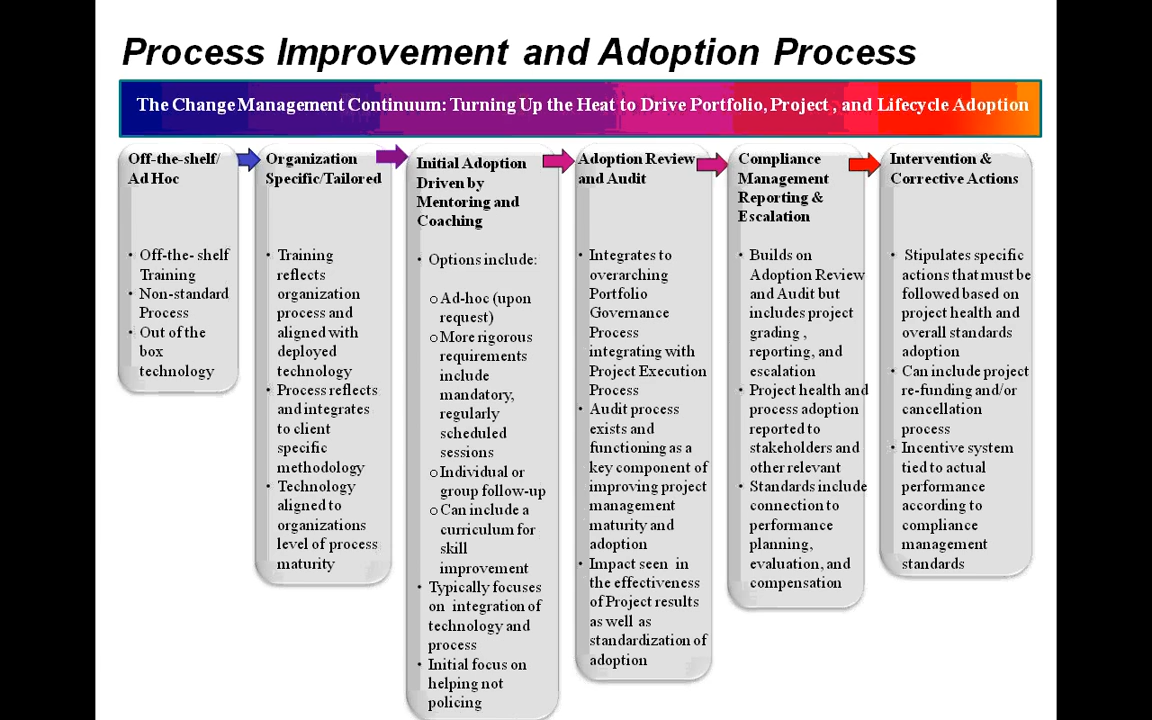 Process Improvement and Adoption Process
The Change Management Continuum: Turning Up the Heat to Drive Portfolio, Project , and Lifecycle Adoption
Off-the-shelf/
Ad Hoc
• Off-the- shelf
Training
• Non-standard
Process
• Out of the
box
technology
Organization
Specific/Tailored
• Training
reflects
organization
process and
aligned with
deployed
technology
• Process reflects
and integrates
to client
specific
methodology
• Technology
aligned to
organizations
level of process
maturity
Initial Adoption
Driven by
Mentoring and
Coaching
• Options include:
o Ad-hoc (upon
request)
o More rigorous
requirements
include
mandatory,
regularly
scheduled
sessions
o Individual or
group follow-up
o Can include a
curriculum for
skill
improvement
• Typically focuses
on integration of
technology and
process
• Initial focus on
helping not
policing
Adoption Review
and Audit
• Integrates to
overarching
Portfolio
Governance
Process
integrating with
Project Execution
Process
• Audit process
exists and
functioning as a
key component of
improving project
management
maturity and
adoption
• Impact seen in
the effectiveness
of Project results
as well as
standardization of
adoption
Compliance
Management
Reporting &
Escalation
• Builds on
Adoption Review
and Audit but
includes project
grading ,
reporting, and
escalation
• Project health and
process adoption
reported to
stakeholders and
other relevant
• Standards include
connection to
performance
planning,
evaluation, and
compensation
Intervention &
Corrective Actions
• Stipulates specific
actions that must be
followed based on
project health and
overall standards
adoption
• Can include project
re-funding and/or
cancellation
process
• Incentive system
tied to actual
performance
according to
compliance
management
standards